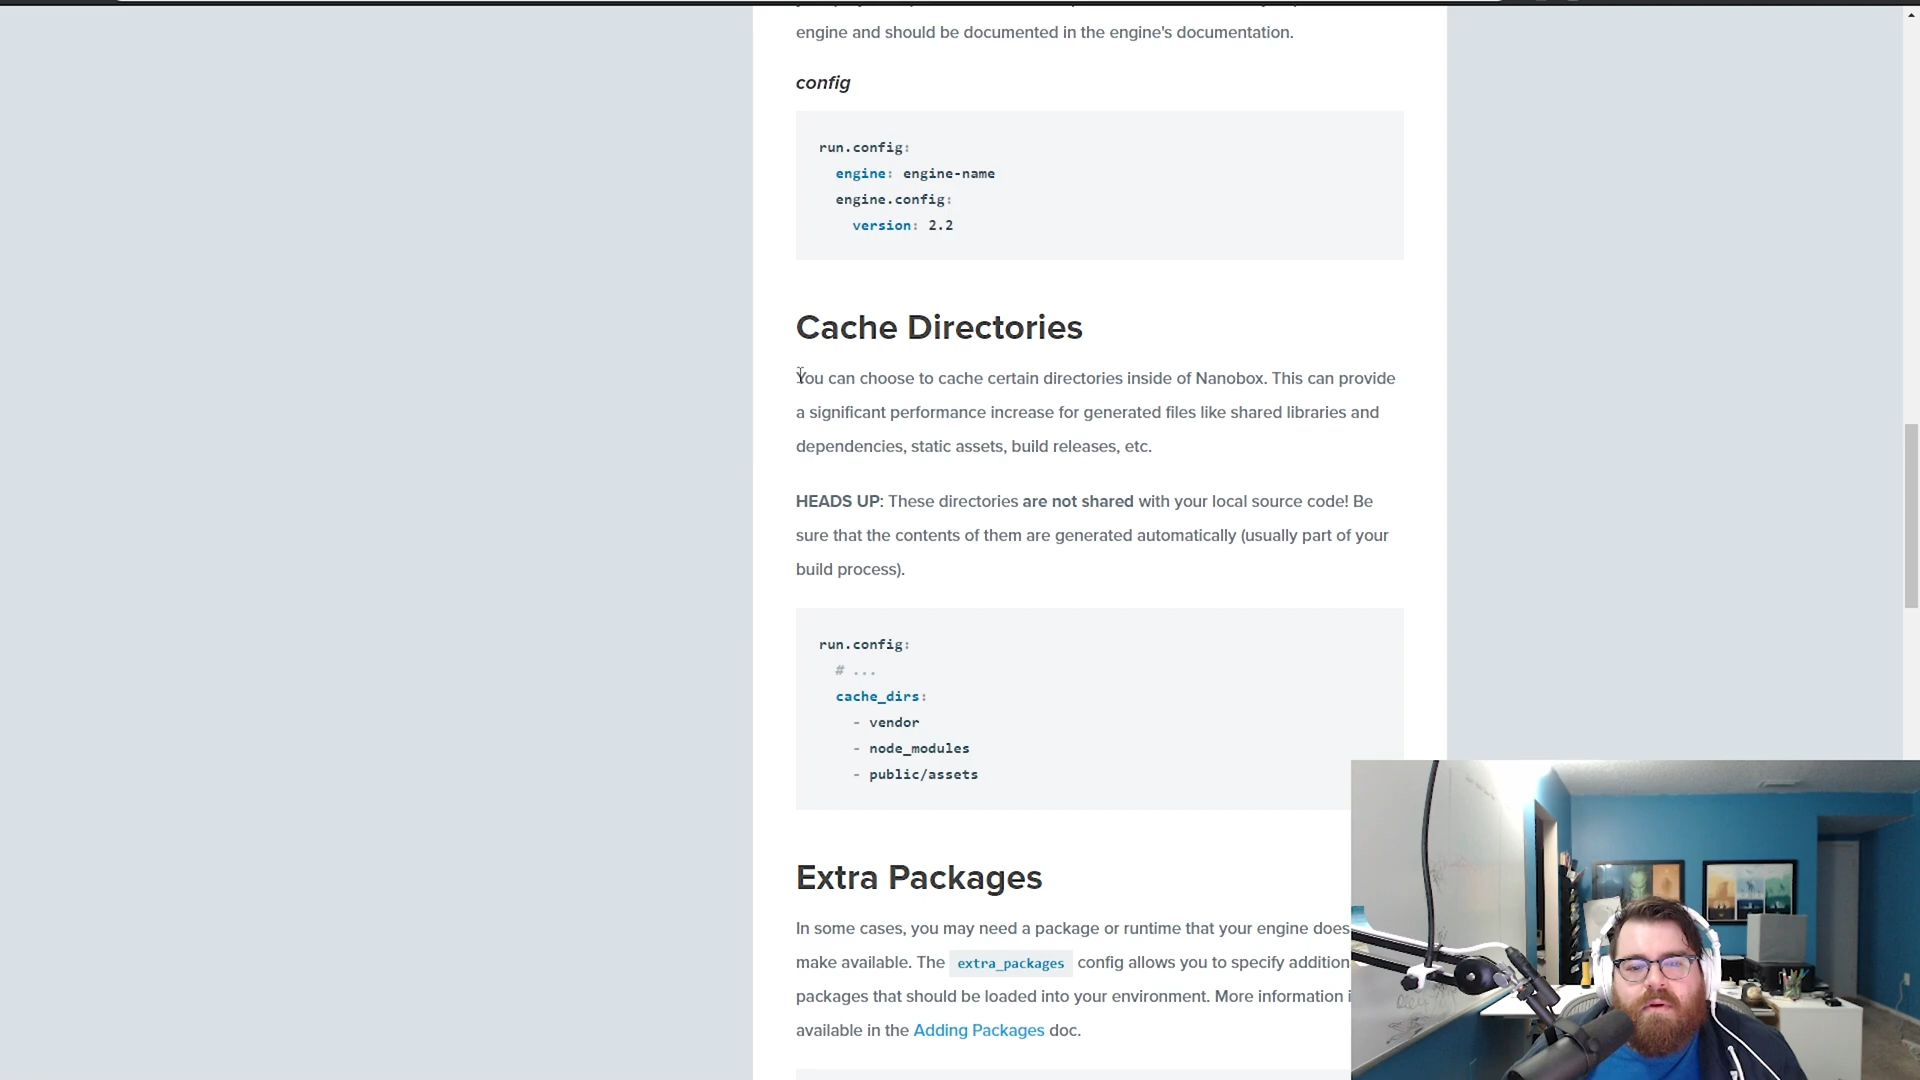 engine and should be documented in the engine's documentation.
config
run.config:
engine: engine-name
engine.config:
version: 2.2
Cache Directories
You can choose to cache certain directories inside of Nanobox. This can provide
a significant performance increase for generated files like shared libraries and
dependencies, static assets, build releases, etc.
HEADS UP: These directories are not shared with your local source code! Be
sure that the contents of them are generated automatically (usually part of your
build process).
run.config:
# ...
cache_dirs:
- vendor
- node_modules
- public/assets
Extra Packages
In some cases, you may need a package or runtime that your engine does
make available. The extra_packages config allows you to specify addition
packages that should be loaded into your environment. More information i
available in the Adding Packages doc.